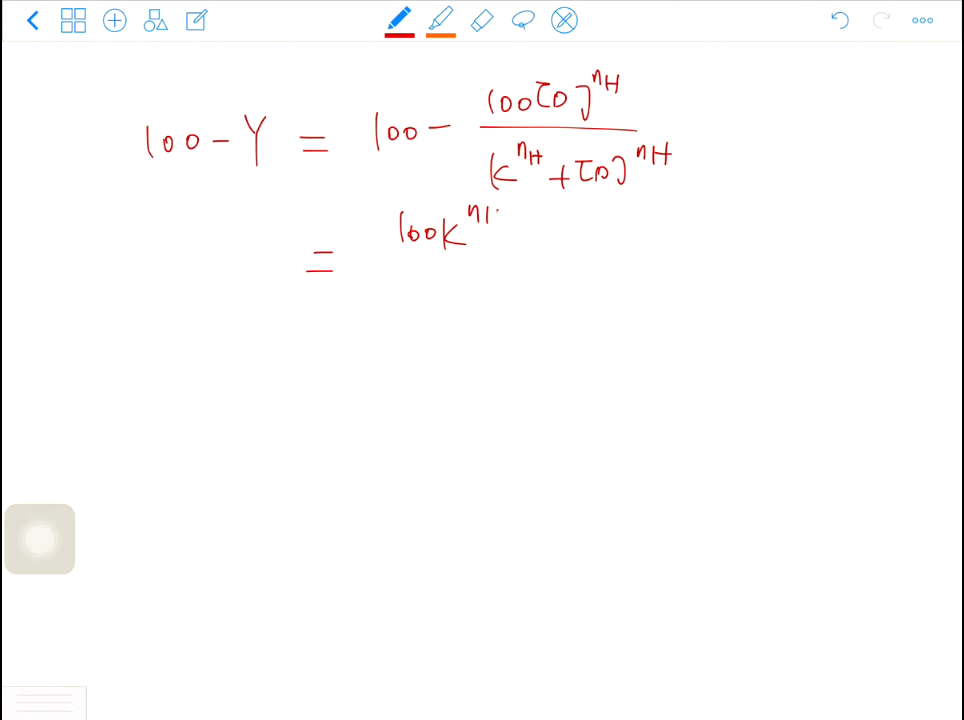 100 - Y = 100 - 100[D]^nH / K^nH + [D]^nH
= 100K^n